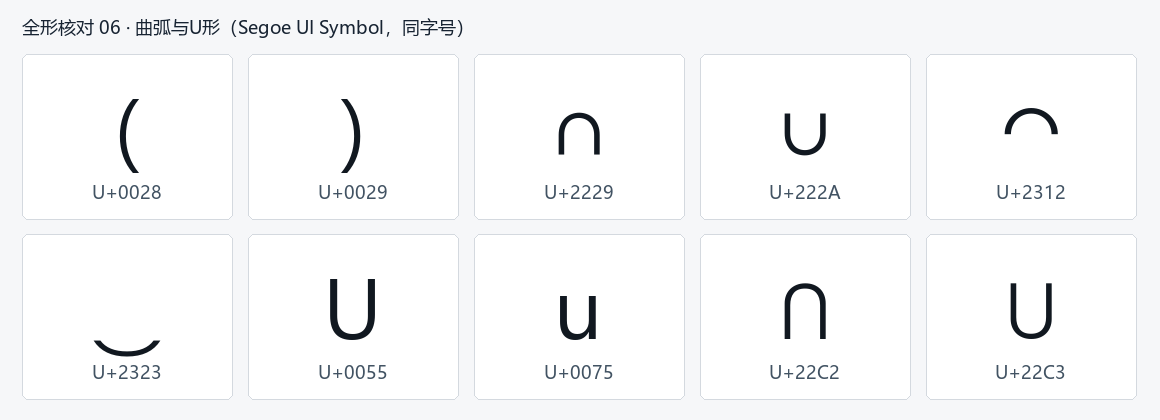 全形核对 06 · 曲弧与U形（Segoe UI Symbol，同字号）
( ) ∩ ∪ ⌒
U+0028 U+0029 U+2229 U+222A U+2312
⌣ U u ⋂ ⋃
U+2323 U+0055 U+0075 U+22C2 U+22C3